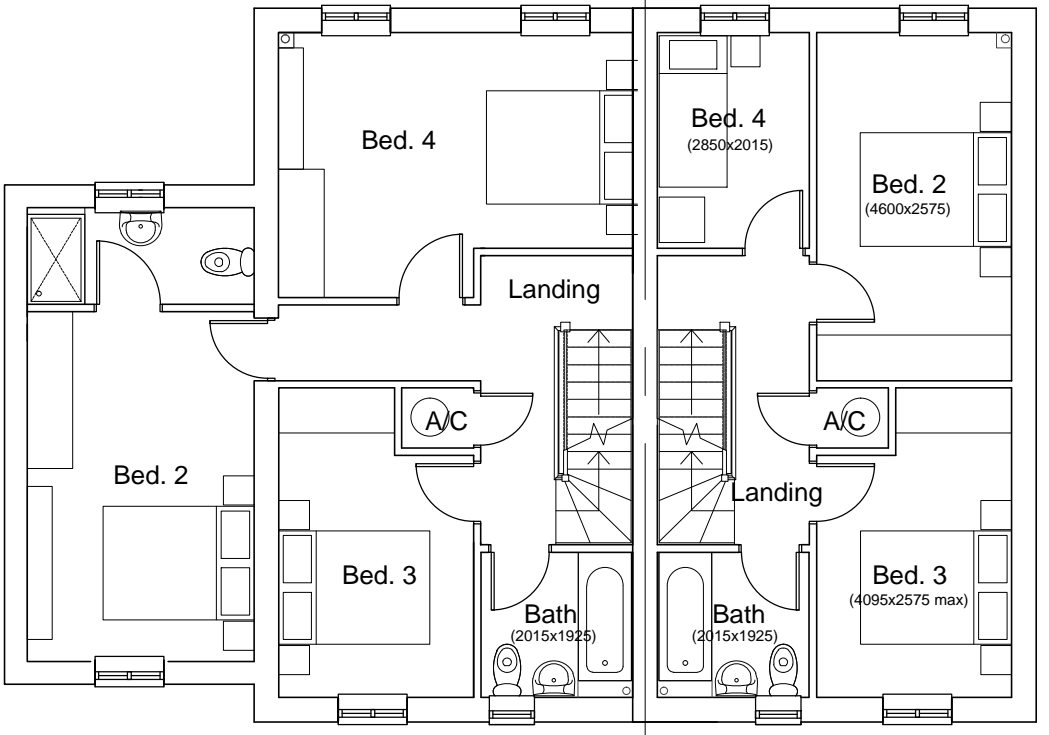 Bed. 4
Bed. 4
(2850x2015)
Bed. 2
(4600x2575)
Landing
A/C
A/C
Bed. 2
Landing
Bed. 3
Bed. 3
(4095x2575 max)
Bath
(2015x1925)
Bath
(2015x1925)